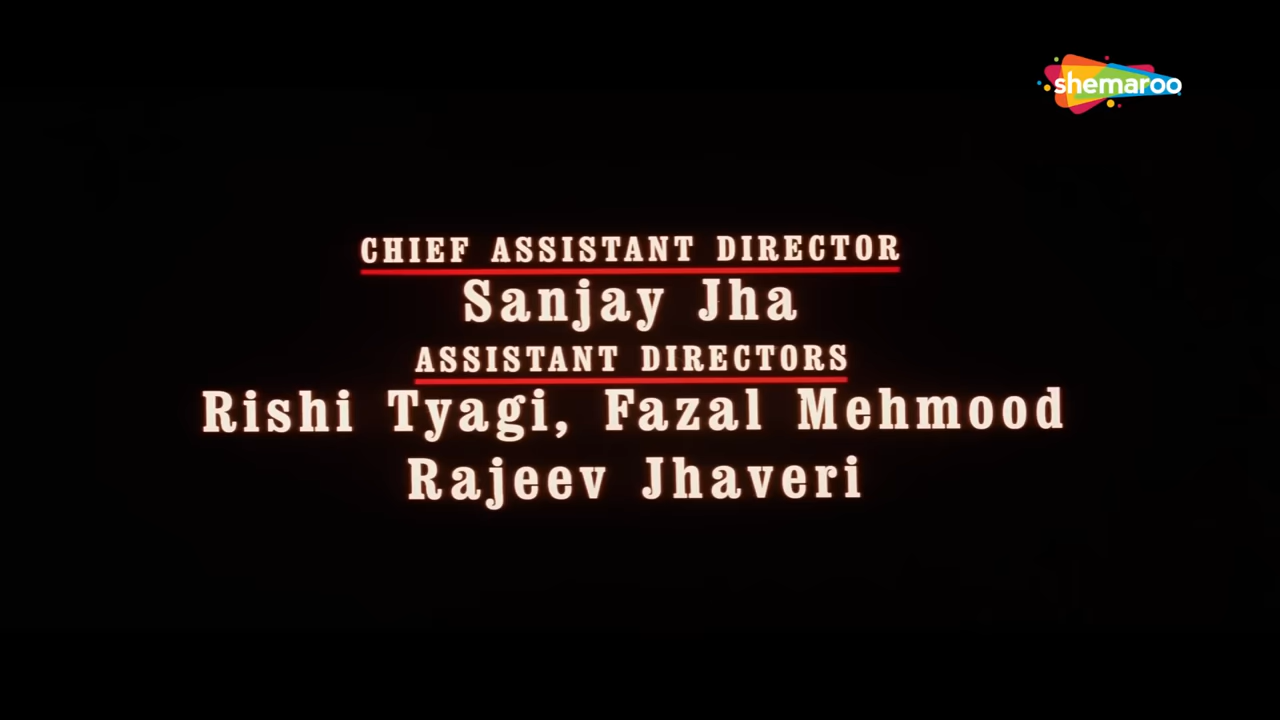 shemaroo
CHIEF ASSISTANT DIRECTOR
Sanjay Jha
ASSISTANT DIRECTORS
Rishi Tyagi, Fazal Mehmood
Rajeev Jhaveri